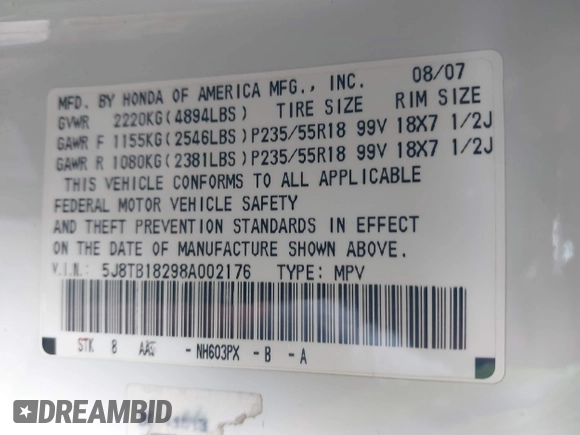 MFD. BY HONDA OF AMERICA MFG., INC. 08/07
GVWR 2220KG(4894LBS) TIRE SIZE RIM SIZE
GAWR F 1155KG(2546LBS)P235/55R18 99V 18X7 1/2J
GAWR R 1080KG(2381LBS)P235/55R18 99V 18X7 1/2J
THIS VEHICLE CONFORMS TO ALL APPLICABLE
FEDERAL MOTOR VEHICLE SAFETY
AND THEFT PREVENTION STANDARDS IN EFFECT
ON THE DATE OF MANUFACTURE SHOWN ABOVE.
V.I.N.: 5J8TB18298A002176 TYPE: MPV
STK 8 -NH603PX -B -A
DREAMBID